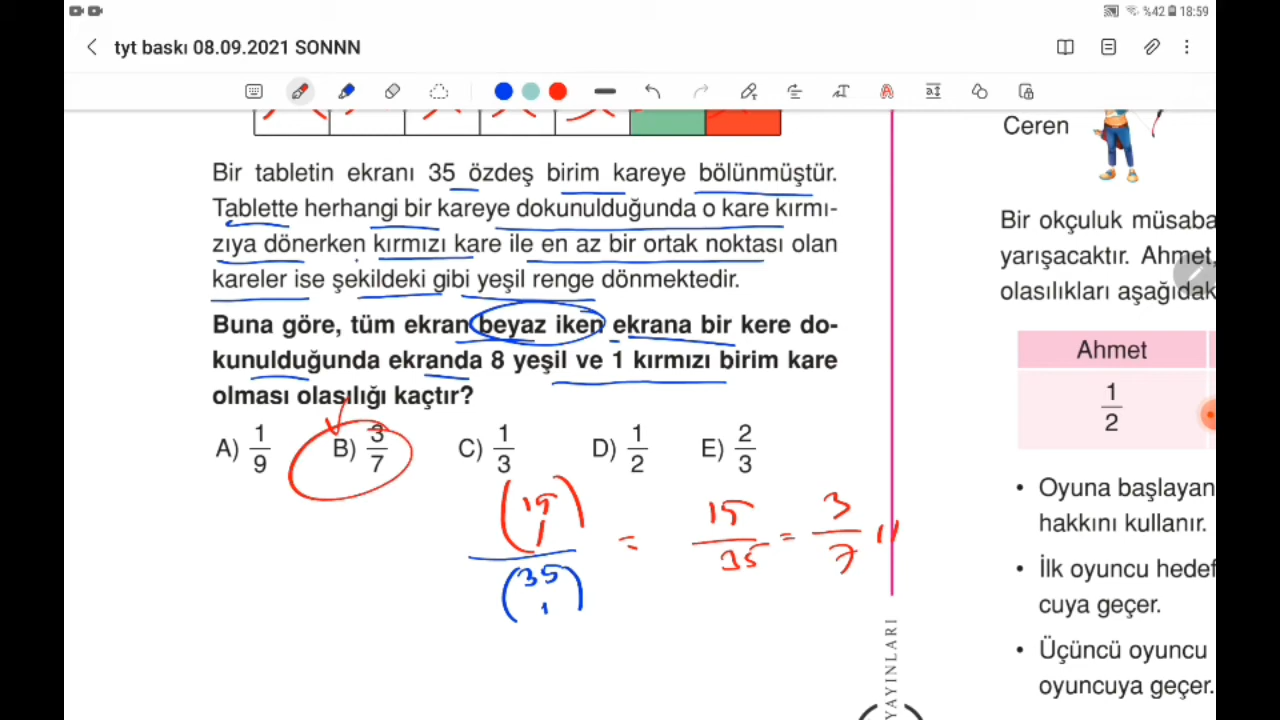 %42 18:59
tyt baskı 08.09.2021 SONNN
Bir tabletin ekranı 35 özdeş birim kareye bölünmüştür.
Tablette herhangi bir kareye dokunulduğunda o kare kırmı-
zıya dönerken kırmızı kare ile en az bir ortak noktası olan
kareler ise şekildeki gibi yeşil renge dönmektedir.
Buna göre, tüm ekran beyaz iken ekrana bir kere do-
kunulduğunda ekranda 8 yeşil ve 1 kırmızı birim kare
olması olasılığı kaçtır?
A) 1/9 B) 3/7 C) 1/3 D) 1/2 E) 2/3
(15 1) / (35 1) = 15/35 = 3/7 //
YAYINLARI
Ceren
Bir okçuluk müsaba
yarışacaktır. Ahmet,
olasılıkları aşağıdak
Ahmet
1/2
• Oyuna başlayan
hakkını kullanır.
• İlk oyuncu hedef
cuya geçer.
• Üçüncü oyuncu
oyuncuya geçer.